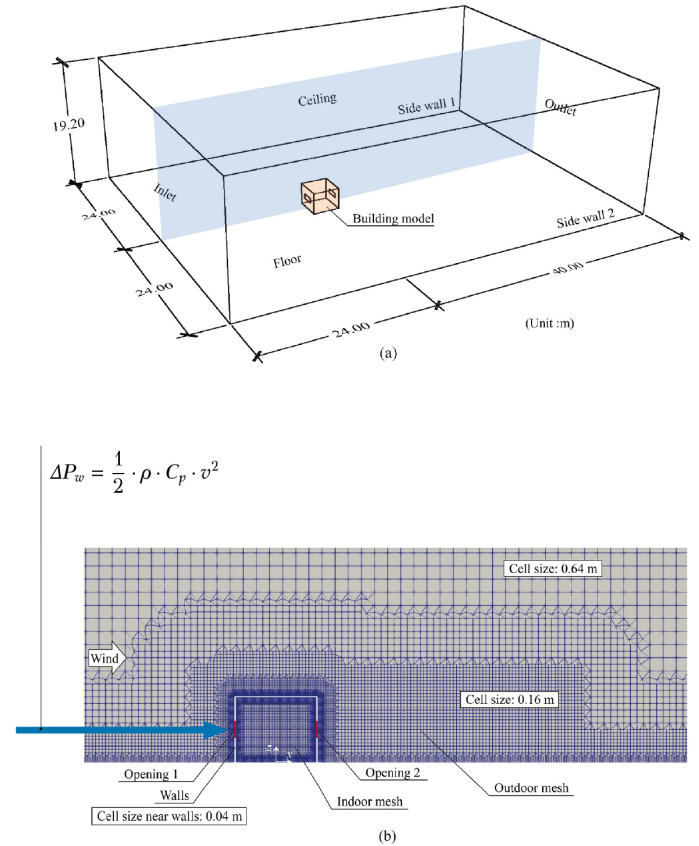 Ceiling
Side wall 1
Outlet
19.20
Inlet
24.00
Building model
Side wall 2
Floor
24.00
40.00
24.00
(Unit :m)
(a)
ΔP_w = 1/2 · ρ · C_p · v²
Cell size: 0.64 m
Wind
Cell size: 0.16 m
Opening 1
Opening 2
Walls
Indoor mesh
Outdoor mesh
Cell size near walls: 0.04 m
z
x
(b)